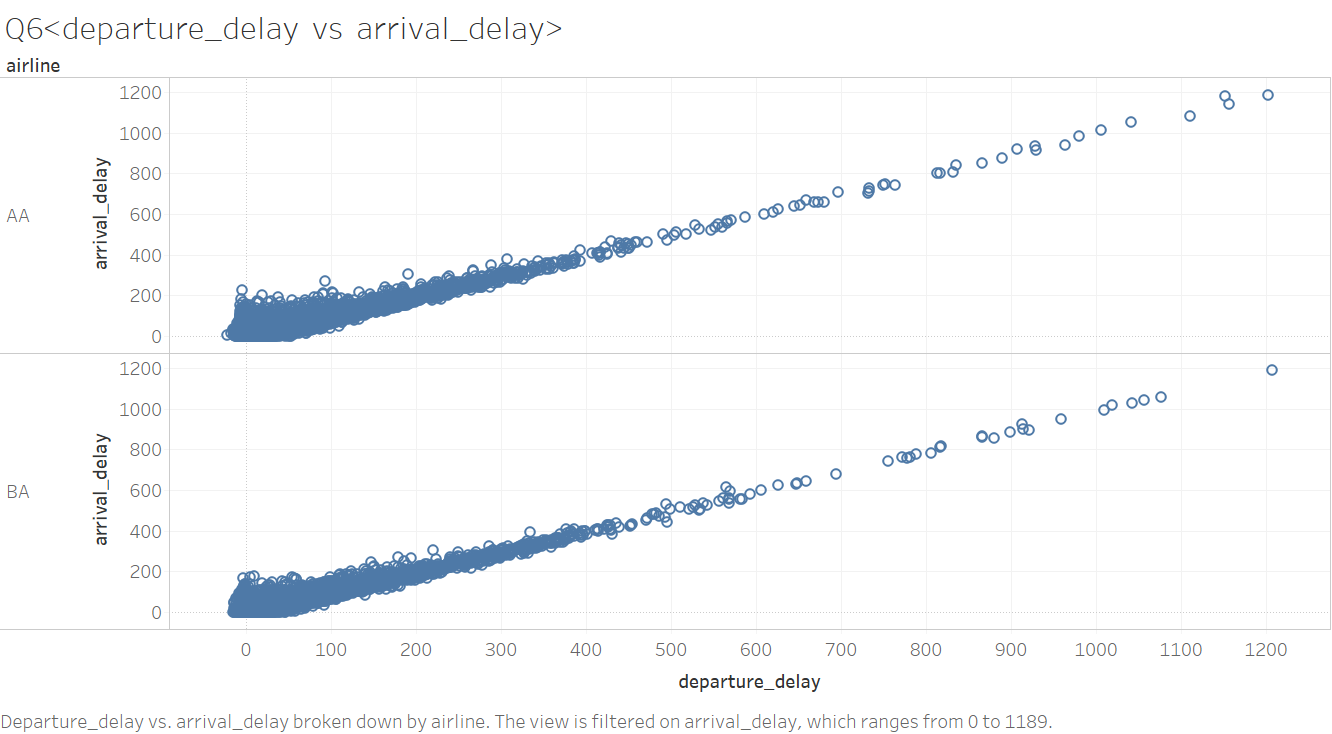 Q6<departure_delay vs arrival_delay>
airline
1200
1000
800
600
400
200
0
arrival_delay
AA
1200
1000
800
600
400
200
0
arrival_delay
BA
0 100 200 300 400 500 600 700 800 900 1000 1100 1200
departure_delay
Departure_delay vs. arrival_delay broken down by airline. The view is filtered on arrival_delay, which ranges from 0 to 1189.